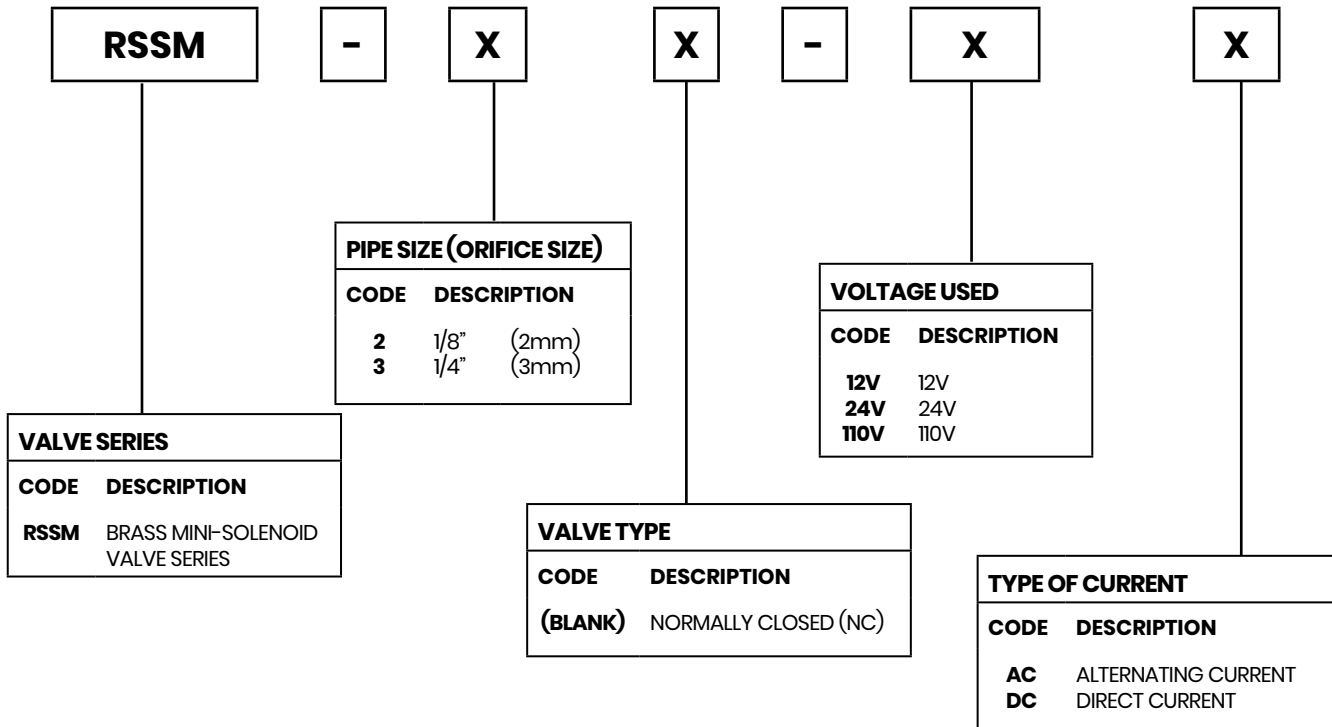 RSSM - X X - X X
PIPE SIZE (ORIFICE SIZE)
CODE DESCRIPTION
2 1/8” (2mm)
3 1/4” (3mm)
VOLTAGE USED
CODE DESCRIPTION
12V 12V
24V 24V
110V 110V
VALVE SERIES
CODE DESCRIPTION
RSSM BRASS MINI-SOLENOID
VALVE SERIES
VALVE TYPE
CODE DESCRIPTION
(BLANK) NORMALLY CLOSED (NC)
TYPE OF CURRENT
CODE DESCRIPTION
AC ALTERNATING CURRENT
DC DIRECT CURRENT